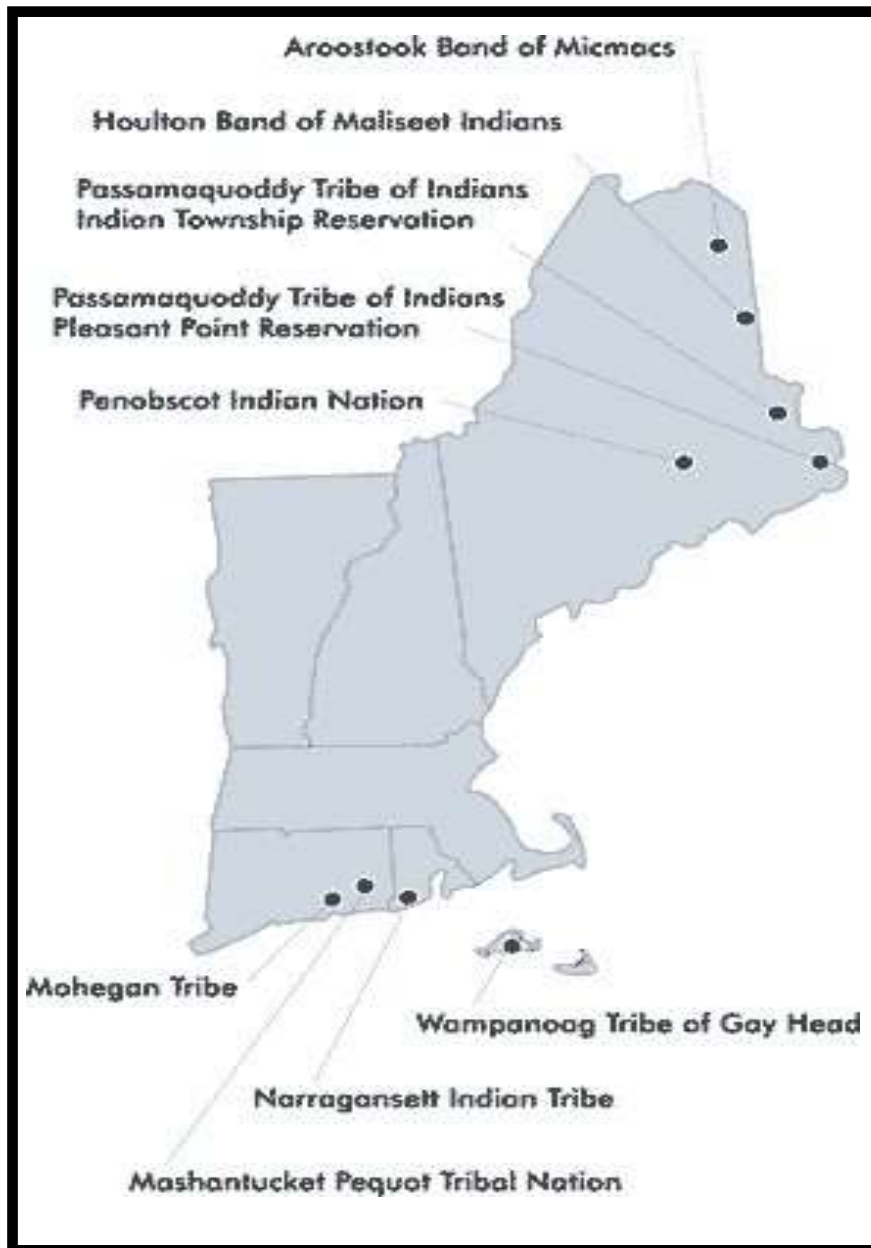 Aroostook Band of Micmacs
Houlton Band of Maliseet Indians
Passamaquoddy Tribe of Indians
Indian Township Reservation
Passamaquoddy Tribe of Indians
Pleasant Point Reservation
Penobscot Indian Nation
Mohegan Tribe
Wampanoag Tribe of Gay Head
Narragansett Indian Tribe
Mashantucket Pequot Tribal Nation